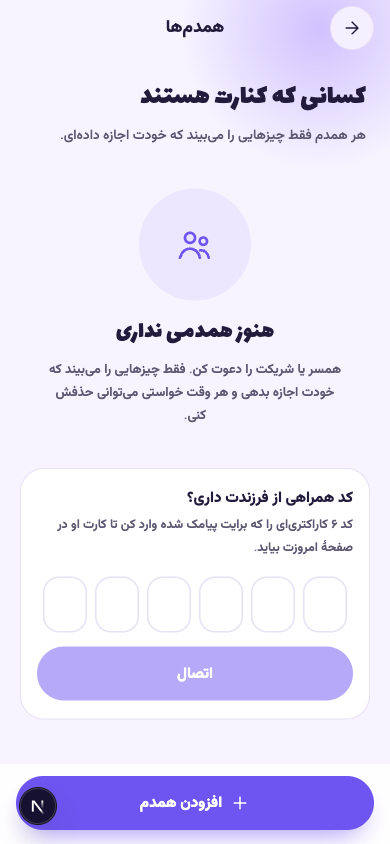 همدم‌ها
کسانی که کنارت هستند
هر همدم فقط چیزهایی را می‌بیند که خودت اجازه داده‌ای.
هنوز همدمی نداری
همسر یا شریکت را دعوت کن. فقط چیزهایی را می‌بیند که
خودت اجازه بدهی و هر وقت خواستی می‌توانی حذفش
کنی.
کد همراهی از فرزندت داری؟
کد ۶ کاراکتری‌ای را که برایت پیامک شده وارد کن تا کارت او در
صفحهٔ امروزت بیاید.
اتصال
افزودن همدم
N